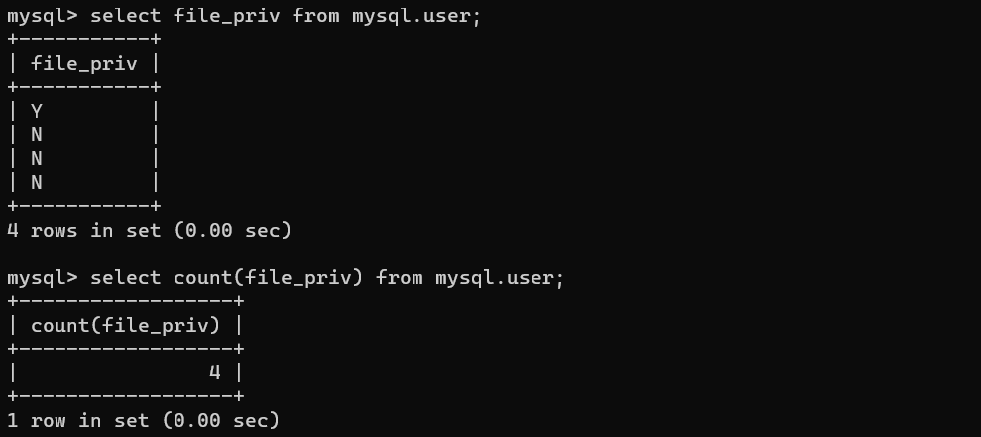 mysql> select file_priv from mysql.user;
+-----------+
| file_priv |
+-----------+
| Y         |
| N         |
| N         |
| N         |
+-----------+
4 rows in set (0.00 sec)

mysql> select count(file_priv) from mysql.user;
+------------------+
| count(file_priv) |
+------------------+
|                4 |
+------------------+
1 row in set (0.00 sec)